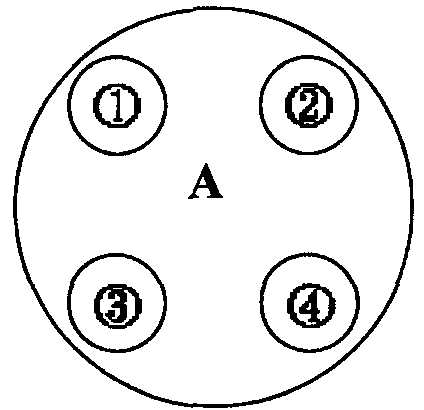 ① ②
A
③ ④